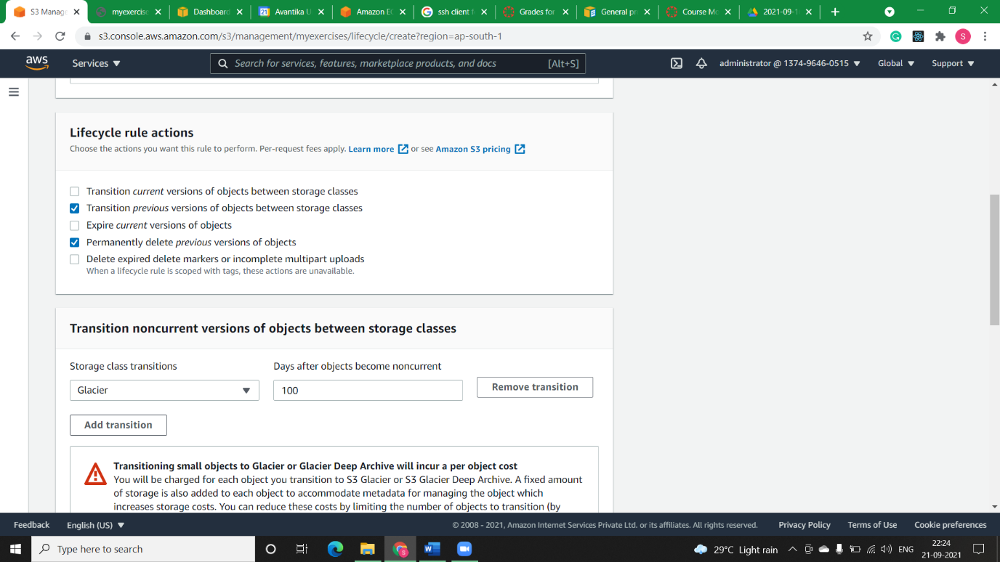 S3 Manage
myexercise
Dashboard
21
Avantika U
Amazon EC
ssh client f
Grades for
General pri
Course Mo
2021-09-1
s3.console.aws.amazon.com/s3/management/myexercises/lifecycle/create?region=ap-south-1
S
aws
Services
Search for services, features, marketplace products, and docs
[Alt+S]
administrator @ 1374-9646-0515
Global
Support
Lifecycle rule actions
Choose the actions you want this rule to perform. Per-request fees apply. Learn more or see Amazon S3 pricing
Transition current versions of objects between storage classes
Transition previous versions of objects between storage classes
Expire current versions of objects
Permanently delete previous versions of objects
Delete expired delete markers or incomplete multipart uploads
When a lifecycle rule is scoped with tags, these actions are unavailable.
Transition noncurrent versions of objects between storage classes
Storage class transitions
Days after objects become noncurrent
Glacier
100
Remove transition
Add transition
Transitioning small objects to Glacier or Glacier Deep Archive will incur a per object cost
You will be charged for each object you transition to S3 Glacier or S3 Glacier Deep Archive. A fixed amount
of storage is also added to each object to accommodate metadata for managing the object which
increases storage costs. You can reduce these costs by limiting the number of objects to transition (by
Feedback
English (US)
© 2008 - 2021, Amazon Internet Services Private Ltd. or its affiliates. All rights reserved.
Privacy Policy
Terms of Use
Cookie preferences
Type here to search
29°C Light rain
ENG
22:24
21-09-2021